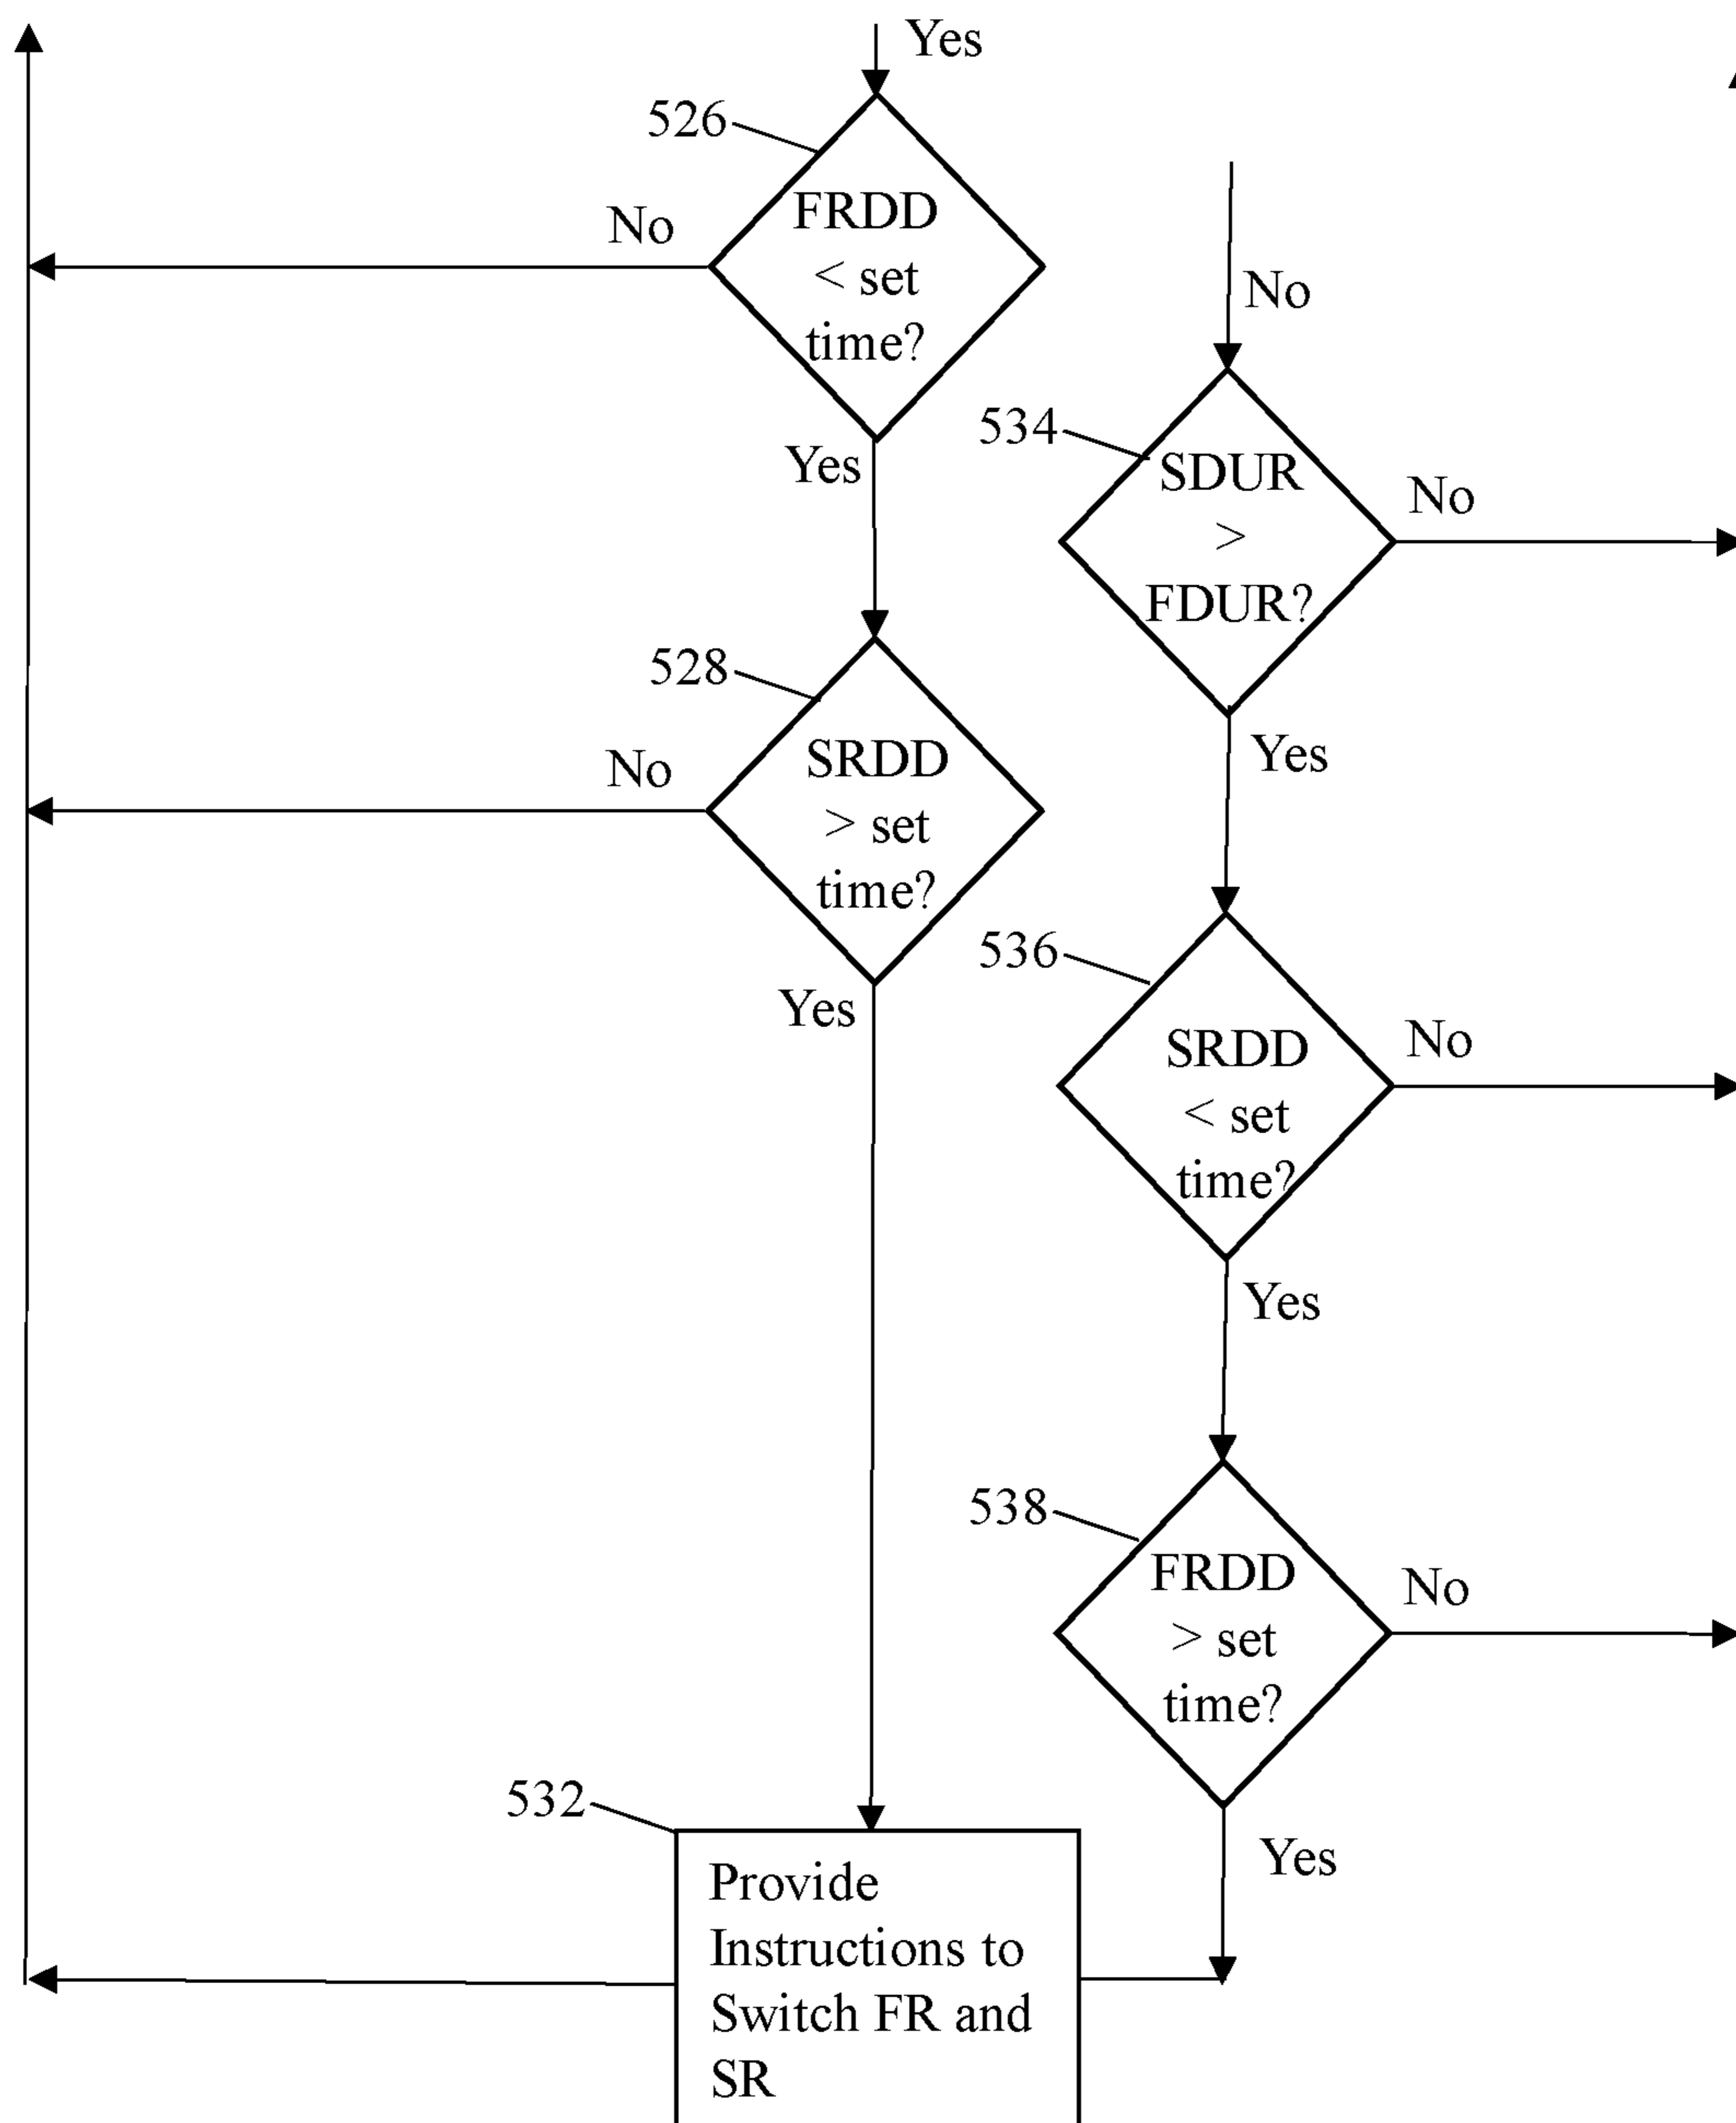 Yes
526
FRDD
< set
time?
No
Yes
528
SRDD
> set
time?
No
Yes
No
534
SDUR
>
FDUR?
No
Yes
536
SRDD
< set
time?
No
Yes
538
FRDD
> set
time?
No
Yes
532
Provide
Instructions to
Switch FR and
SR